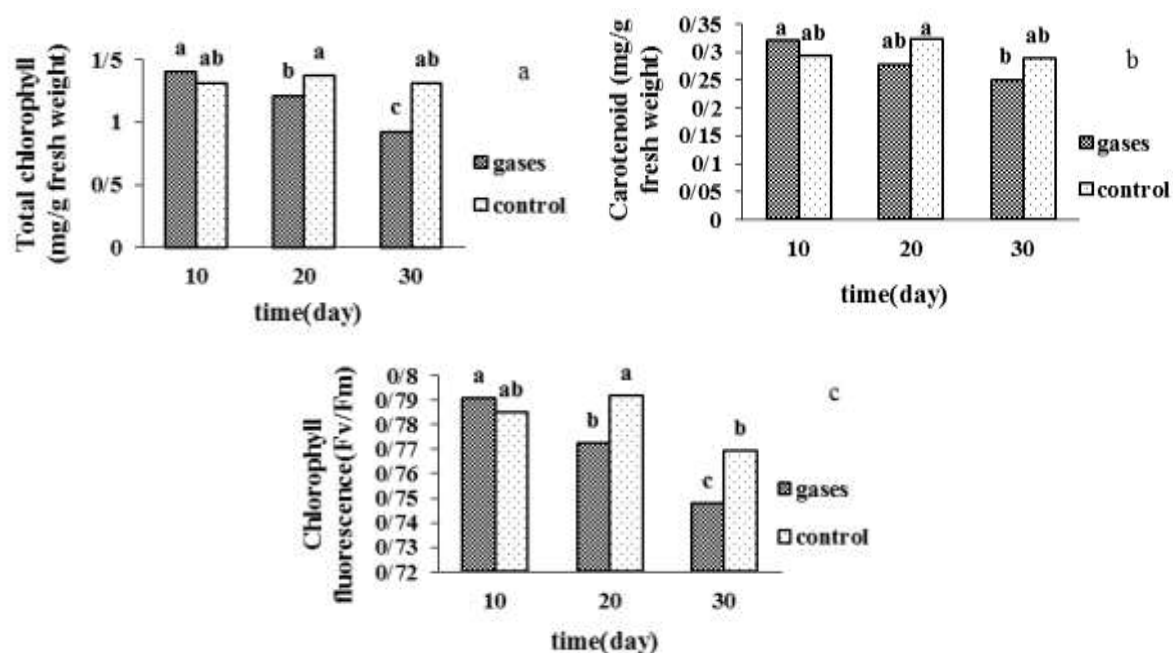 Total chlorophyll
(mg/g fresh weight)
1/5
1
0/5
0
a
ab
b
a
c
ab
10
20
30
time(day)
gases
control
a
Carotenoid (mg/g
fresh weight)
0/35
0/3
0/25
0/2
0/15
0/1
0/05
0
a
ab
ab
a
b
ab
10
20
30
time(day)
gases
control
b
Chlorophyll
fluorescence(Fv/Fm)
0/8
0/79
0/78
0/77
0/76
0/75
0/74
0/73
0/72
a
ab
b
a
c
b
10
20
30
time(day)
gases
control
c